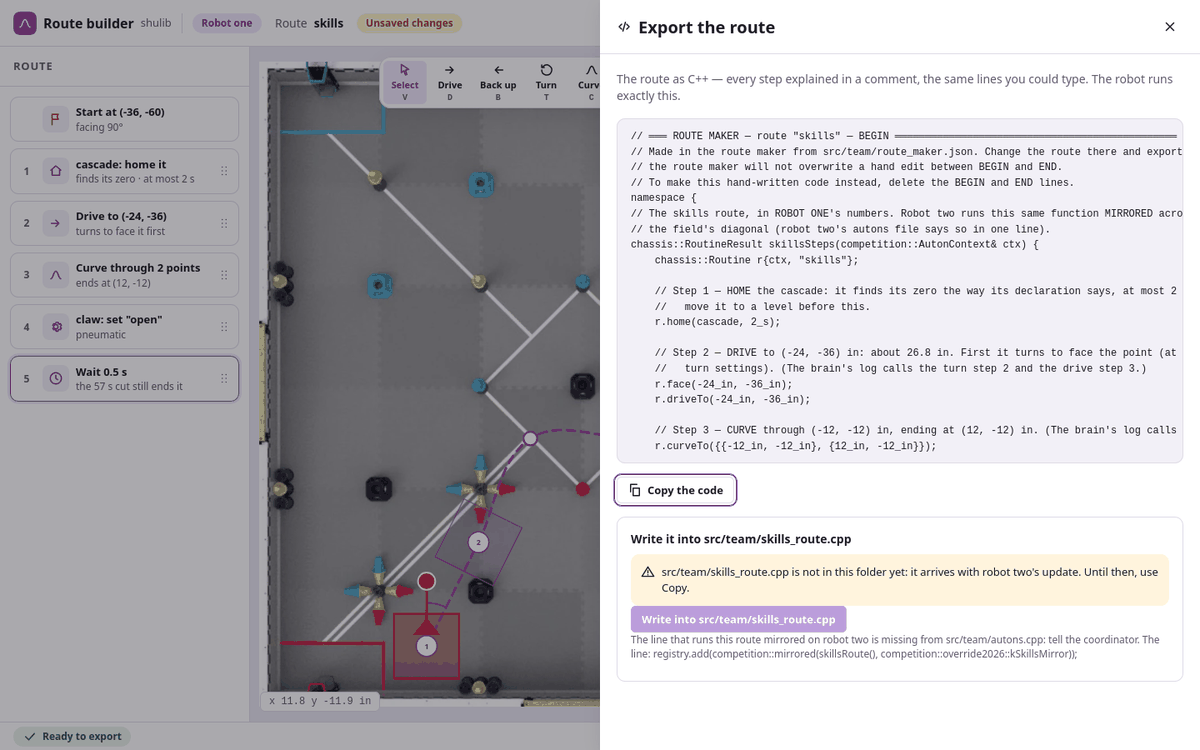 Route builder shulib Robot one Route skills Unsaved changes
ROUTE
Start at (-36, -60)
facing 90°
1 cascade: home it
finds its zero · at most 2 s
2 Drive to (-24, -36)
turns to face it first
3 Curve through 2 points
ends at (12, -12)
4 claw: set "open"
pneumatic
5 Wait 0.5 s
the 57 s cut still ends it
Select Drive Back up Turn Curv
V D B T C
2
1
x 11.8 y -11.9 in
Ready to export
Export the route
The route as C++ — every step explained in a comment, the same lines you could type. The robot runs
exactly this.
// ═══ ROUTE MAKER — route "skills" — BEGIN ═══════════════════════════════════════════════
// Made in the route maker from src/team/route_maker.json. Change the route there and export
// the route maker will not overwrite a hand edit between BEGIN and END.
// To make this hand-written code instead, delete the BEGIN and END lines.
namespace {
// The skills route, in ROBOT ONE's numbers. Robot two runs this same function MIRRORED acro
// the field's diagonal (robot two's autons file says so in one line).
chassis::RoutineResult skillsSteps(competition::AutonContext& ctx) {
chassis::Routine r{ctx, "skills"};
// Step 1 — HOME the cascade: it finds its zero the way its declaration says, at most 2
// move it to a level before this.
r.home(cascade, 2_s);
// Step 2 — DRIVE to (-24, -36) in: about 26.8 in. First it turns to face the point (at
// turn settings). (The brain's log calls the turn step 2 and the drive step 3.)
r.face(-24_in, -36_in);
r.driveTo(-24_in, -36_in);
// Step 3 — CURVE through (-12, -12) in, ending at (12, -12) in. (The brain's log calls
r.curveTo({{-12_in, -12_in}, {12_in, -12_in}});
Copy the code
Write it into src/team/skills_route.cpp
src/team/skills_route.cpp is not in this folder yet: it arrives with robot two's update. Until then, use
Copy.
Write into src/team/skills_route.cpp
The line that runs this route mirrored on robot two is missing from src/team/autons.cpp: tell the coordinator. The
line: registry.add(competition::mirrored(skillsRoute(), competition::override2026::kSkillsMirror));